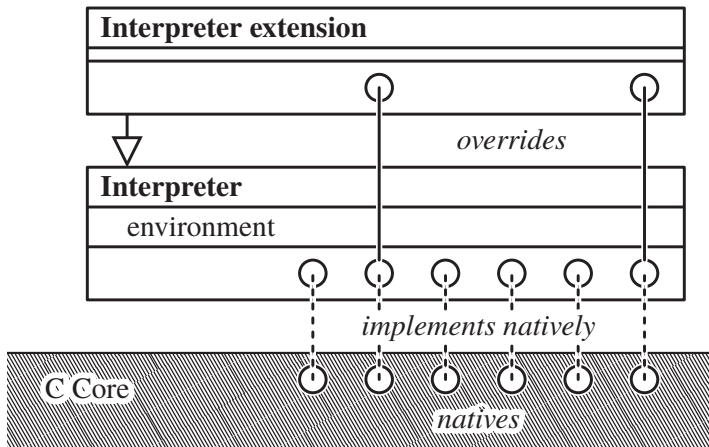 Interpreter extension
overrides
Interpreter
environment
implements natively
C Core
natives